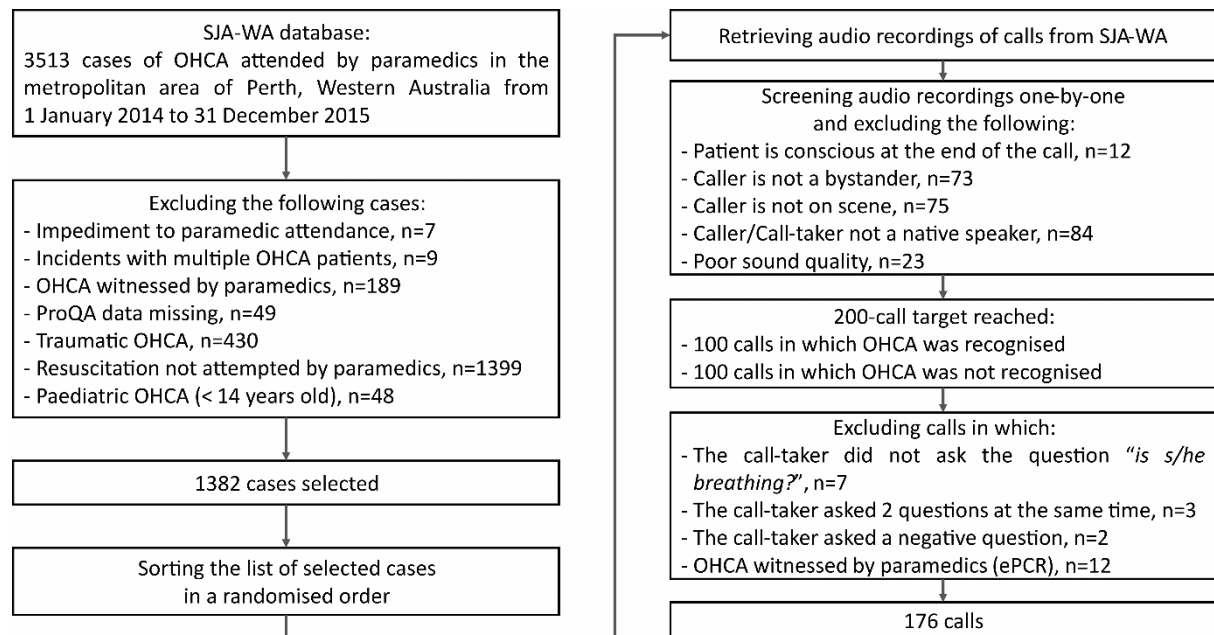 SJA-WA database:
3513 cases of OHCA attended by paramedics in the
metropolitan area of Perth, Western Australia from
1 January 2014 to 31 December 2015
Excluding the following cases:
- Impediment to paramedic attendance, n=7
- Incidents with multiple OHCA patients, n=9
- OHCA witnessed by paramedics, n=189
- ProQA data missing, n=49
- Traumatic OHCA, n=430
- Resuscitation not attempted by paramedics, n=1399
- Paediatric OHCA (< 14 years old), n=48
1382 cases selected
Sorting the list of selected cases
in a randomised order
Retrieving audio recordings of calls from SJA-WA
Screening audio recordings one-by-one
and excluding the following:
- Patient is conscious at the end of the call, n=12
- Caller is not a bystander, n=73
- Caller is not on scene, n=75
- Caller/Call-taker not a native speaker, n=84
- Poor sound quality, n=23
200-call target reached:
- 100 calls in which OHCA was recognised
- 100 calls in which OHCA was not recognised
Excluding calls in which:
- The call-taker did not ask the question “is s/he
breathing?”, n=7
- The call-taker asked 2 questions at the same time, n=3
- The call-taker asked a negative question, n=2
- OHCA witnessed by paramedics (ePCR), n=12
176 calls